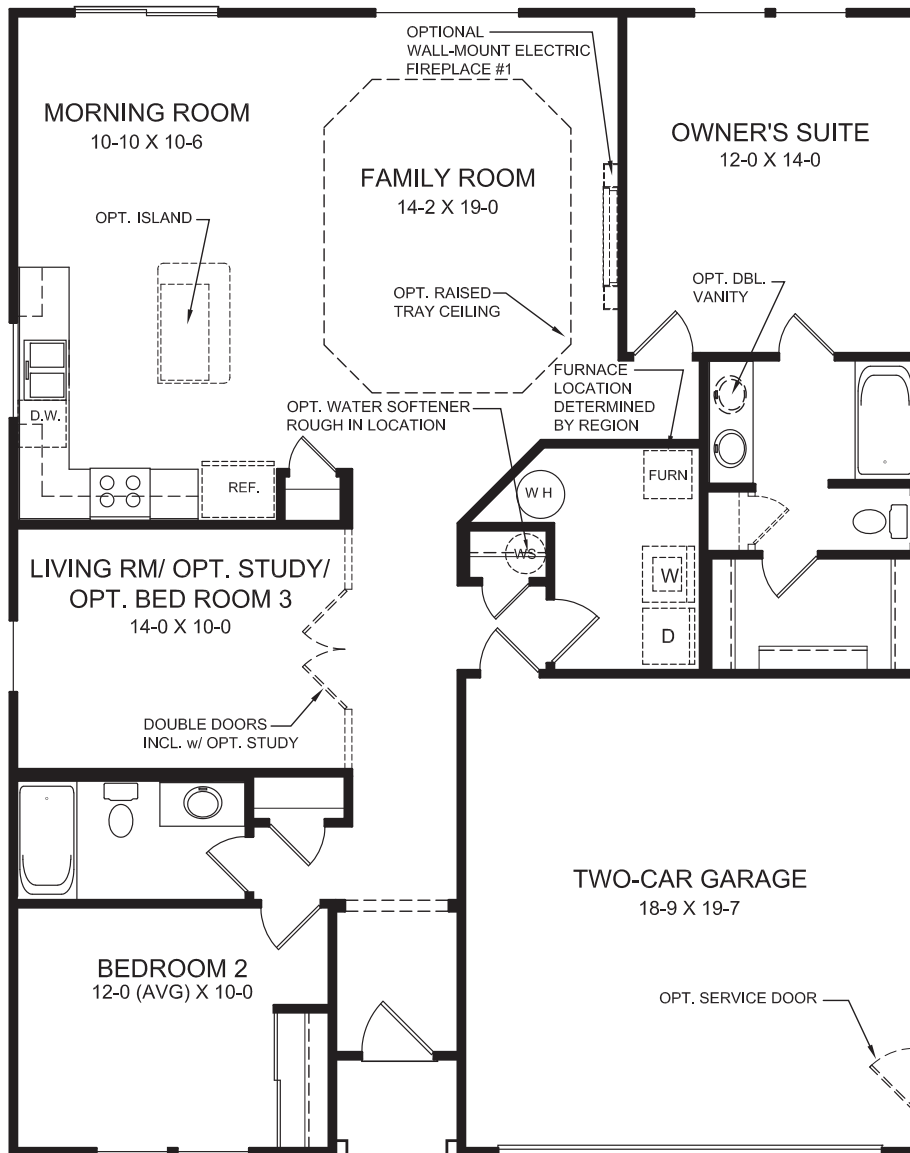 OPTIONAL
WALL-MOUNT ELECTRIC
FIREPLACE #1
MORNING ROOM
10-10 X 10-6
OWNER'S SUITE
12-0 X 14-0
FAMILY ROOM
14-2 X 19-0
OPT. ISLAND
OPT. RAISED
TRAY CEILING
OPT. DBL.
VANITY
FURNACE
LOCATION
DETERMINED
BY REGION
OPT. WATER SOFTENER
ROUGH IN LOCATION
D.W.
REF.
FURN
W H
WS
W
D
LIVING RM/ OPT. STUDY/
OPT. BED ROOM 3
14-0 X 10-0
DOUBLE DOORS
INCL. w/ OPT. STUDY
TWO-CAR GARAGE
18-9 X 19-7
BEDROOM 2
12-0 (AVG) X 10-0
OPT. SERVICE DOOR